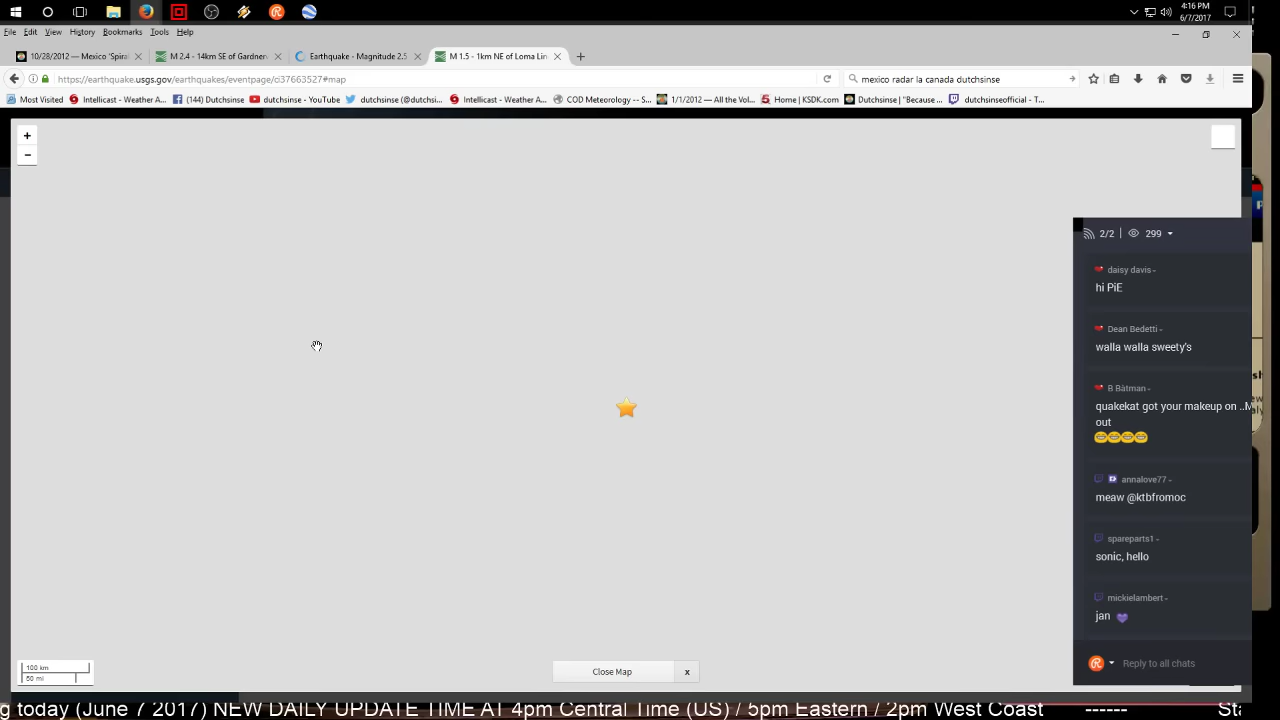 4:16 PM
6/7/2017
File Edit View History Bookmarks Tools Help
10/28/2012 — Mexico 'Spira
M 2.4 - 14km SE of Gardner
Earthquake - Magnitude 2.5
M 1.5 - 1km NE of Loma Lin
https://earthquake.usgs.gov/earthquakes/eventpage/ci37663527#map
mexico radar la canada dutchsinse
Most Visited
Intellicast - Weather A...
(144) Dutchsinse
dutchsinse - YouTube
dutchsinse (@dutchsi...
Intellicast - Weather A...
COD Meteorology -- S...
1/1/2012 — All the Vol...
Home | KSDK.com
Dutchsinse | "Because ...
dutchsinseofficial - T...
+
−
2/2 | 299
daisy davis
hi PiE
Dean Bedetti
walla walla sweety's
B Bàtman
quakekat got your makeup on ..M
out
annalove77
meaw @ktbfromoc
spareparts1
sonic, hello
mickielambert
jan
Reply to all chats
100 km
50 mi
Close Map x
g today (June 7 2017) NEW DAILY UPDATE TIME AT 4pm Central Time (US) / 5pm Eastern / 2pm West Coast ------ Sta